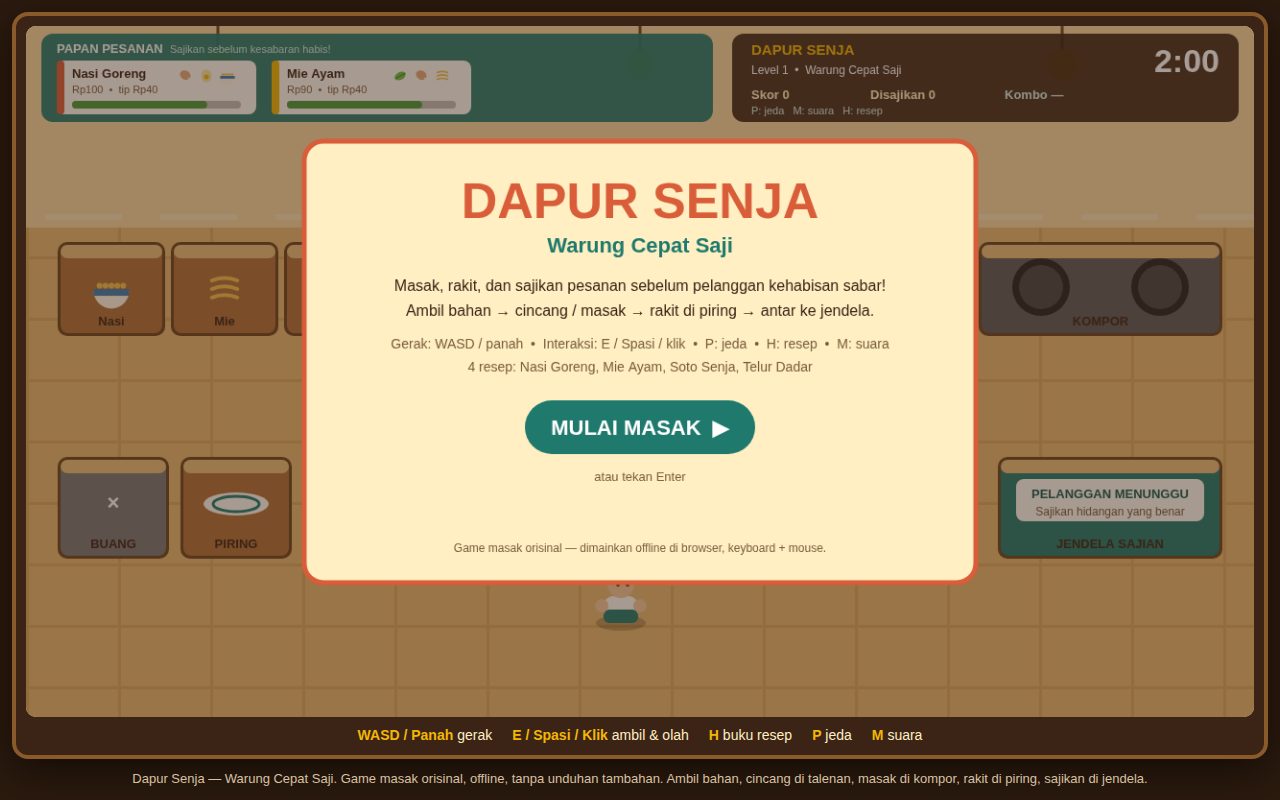 PAPAN PESANAN Sajikan sebelum kesabaran habis!
Nasi Goreng
Rp100 • tip Rp40
Mie Ayam
Rp90 • tip Rp40
DAPUR SENJA
Level 1 • Warung Cepat Saji
2:00
Skor 0 Disajikan 0 Kombo —
P: jeda M: suara H: resep
DAPUR SENJA
Warung Cepat Saji
Masak, rakit, dan sajikan pesanan sebelum pelanggan kehabisan sabar!
Ambil bahan → cincang / masak → rakit di piring → antar ke jendela.
Gerak: WASD / panah • Interaksi: E / Spasi / klik • P: jeda • H: resep • M: suara
4 resep: Nasi Goreng, Mie Ayam, Soto Senja, Telur Dadar
MULAI MASAK ▶
atau tekan Enter
Game masak orisinal — dimainkan offline di browser, keyboard + mouse.
Nasi
Mie
KOMPOR
×
BUANG
PIRING
PELANGGAN MENUNGGU
Sajikan hidangan yang benar
JENDELA SAJIAN
WASD / Panah gerak E / Spasi / Klik ambil & olah H buku resep P jeda M suara
Dapur Senja — Warung Cepat Saji. Game masak orisinal, offline, tanpa unduhan tambahan. Ambil bahan, cincang di talenan, masak di kompor, rakit di piring, sajikan di jendela.